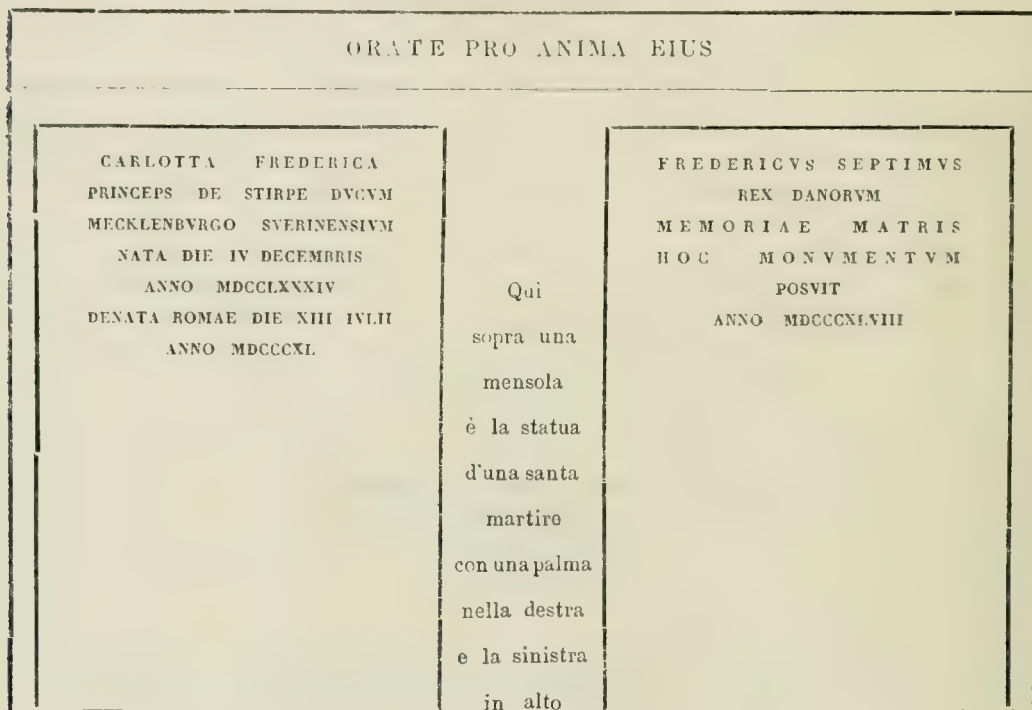 ORATE PRO ANIMA EIUS
CARLOTTA FREDERICA
PRINCEPS DE STIRPE DVCVM
MECKLENBVRGO SVERINENSIVM
NATA DIE IV DECEMBRIS
ANNO MDCCLXXXIV
DENATA ROMAE DIE XIII IVLII
ANNO MDCCCXL
Qui
sopra una
mensola
è la statua
d'una santa
martire
con una palma
nella destra
e la sinistra
in alto
FREDERICVS SEPTIMVS
REX DANORVM
MEMORIAE MATRIS
HOC MONVMENTVM
POSVIT
ANNO MDCCCXLVIII